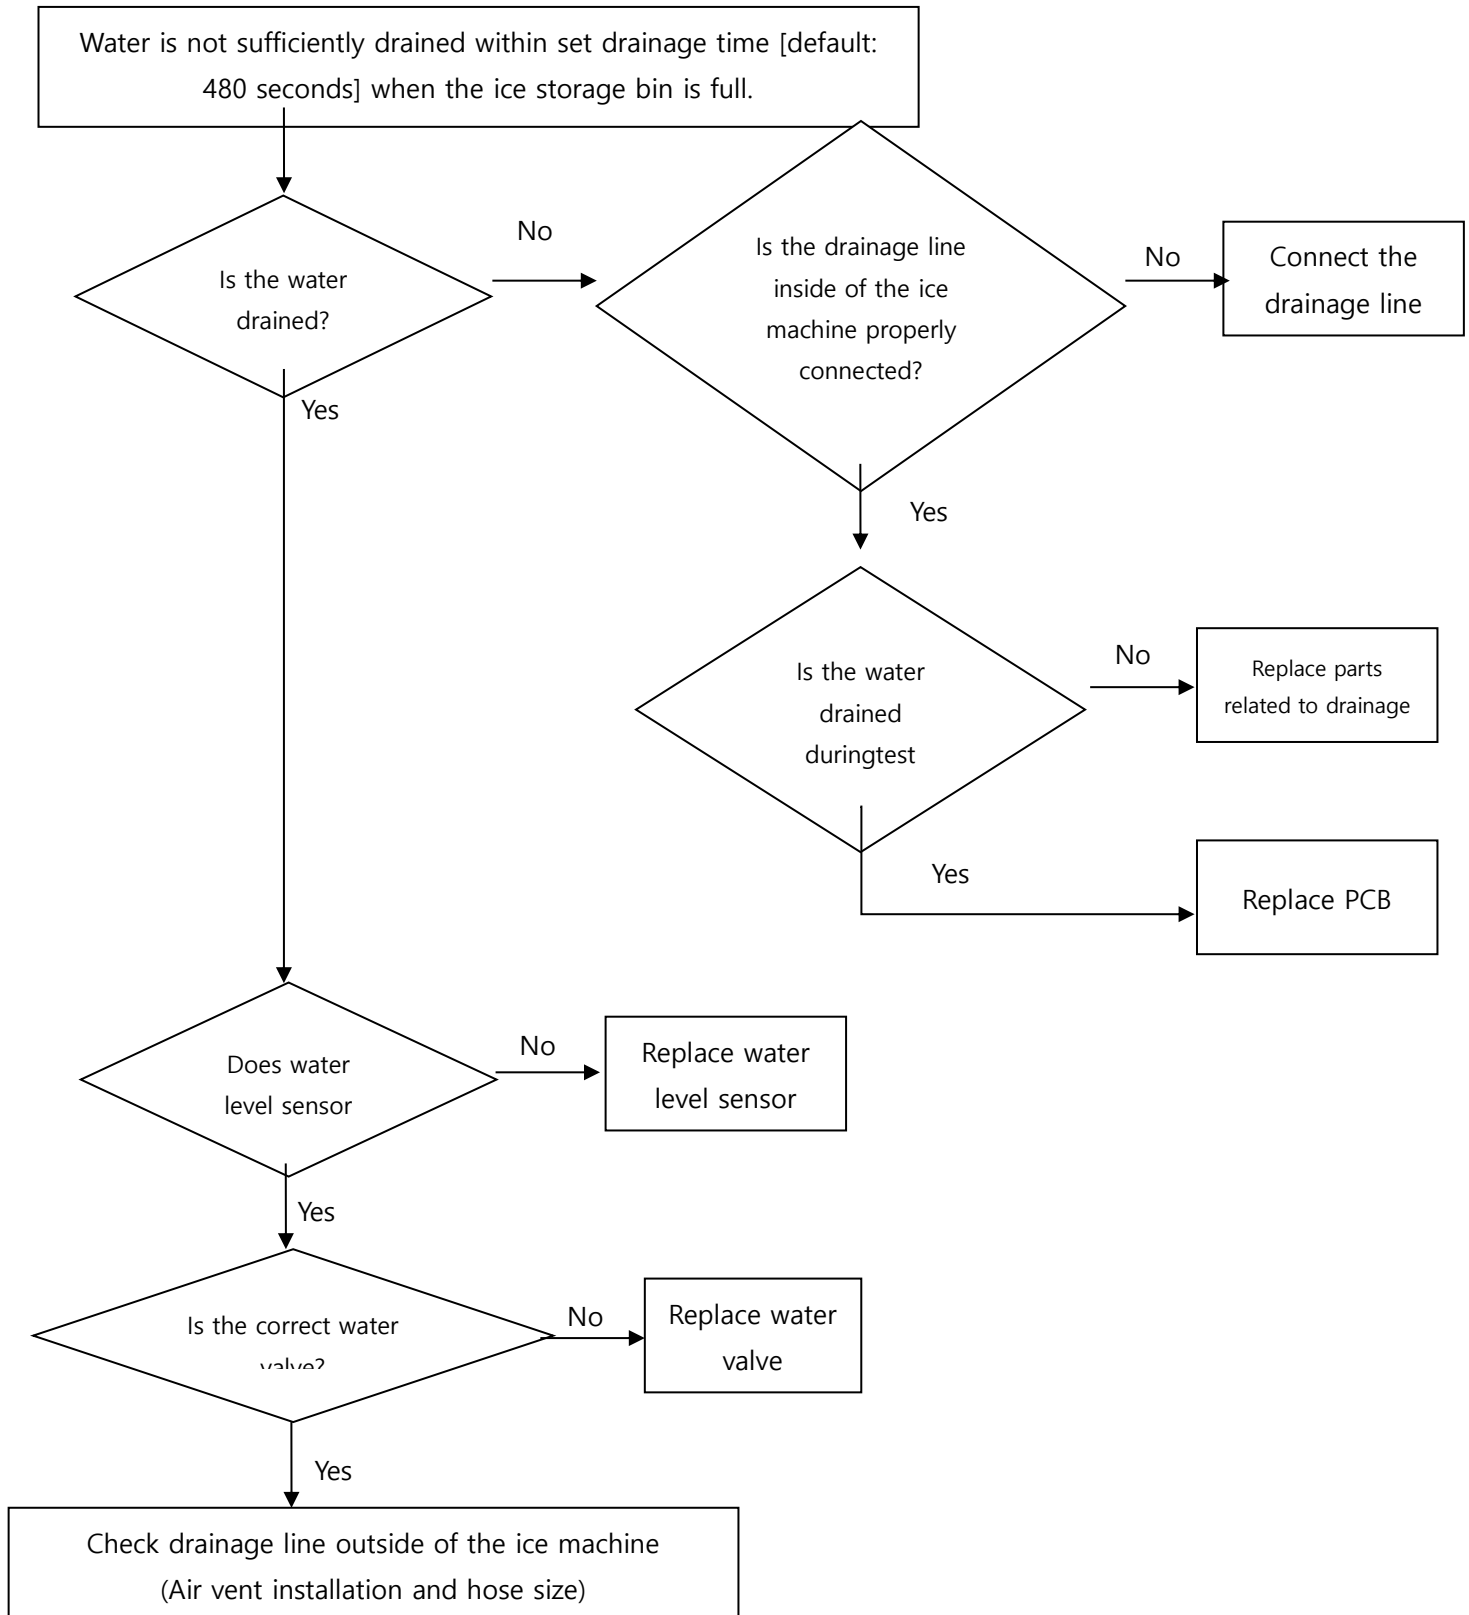 Water is not sufficiently drained within set drainage time [default:
480 seconds] when the ice storage bin is full.
Is the water
drained?
No
Is the drainage line
inside of the ice
machine properly
connected?
No
Connect the
drainage line
Yes
Yes
Is the water
drained
duringtest
No
Replace parts
related to drainage
Yes
Replace PCB
Does water
level sensor
No
Replace water
level sensor
Yes
Is the correct water
valve?
No
Replace water
valve
Yes
Check drainage line outside of the ice machine
(Air vent installation and hose size)